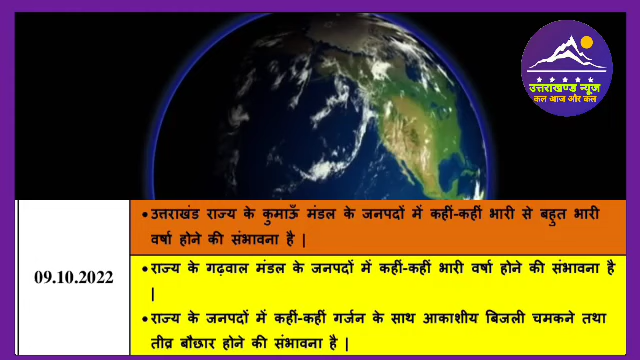 उत्तराखण्ड न्यूज
कल आज और कल
• उत्तराखंड राज्य के कुमाऊँ मंडल के जनपदों में कहीं-कहीं भारी से बहुत भारी
वर्षा होने की संभावना है |
09.10.2022
• राज्य के गढ़वाल मंडल के जनपदों में कहीं-कहीं भारी वर्षा होने की संभावना है
|
• राज्य के जनपदों में कहीं-कहीं गर्जन के साथ आकाशीय बिजली चमकने तथा
तीव्र बौछार होने की संभावना है |